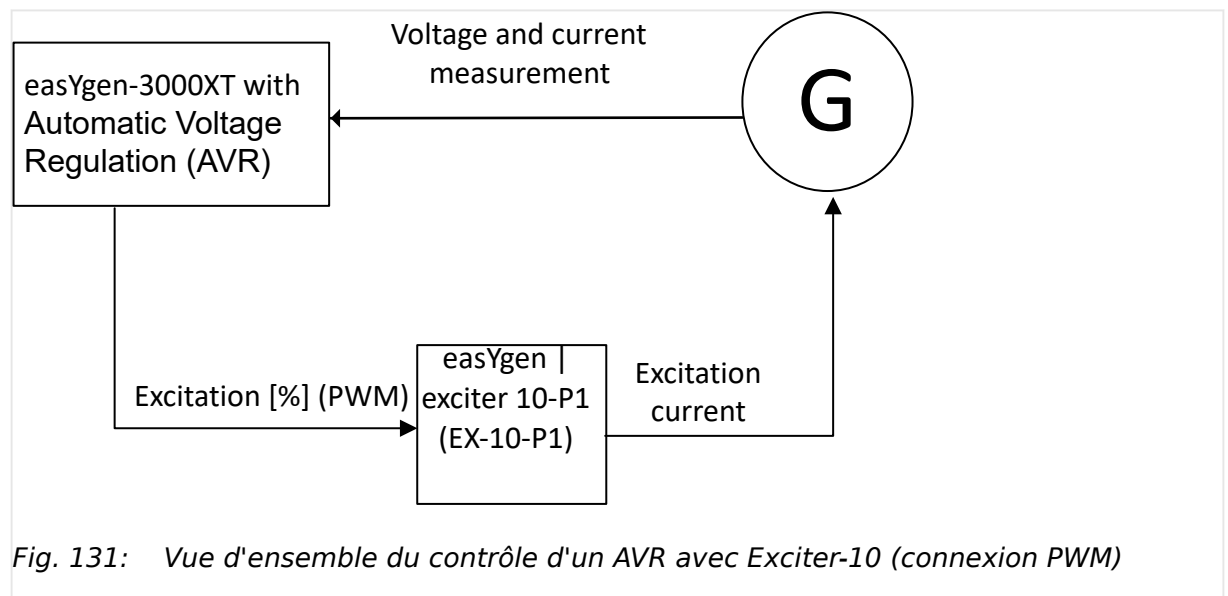 Voltage and current
measurement
easYgen-3000XT with
Automatic Voltage
Regulation (AVR)
G
Excitation [%] (PWM)
easYgen |
exciter 10-P1
(EX-10-P1)
Excitation
current
Fig. 131: Vue d'ensemble du contrôle d'un AVR avec Exciter-10 (connexion PWM)